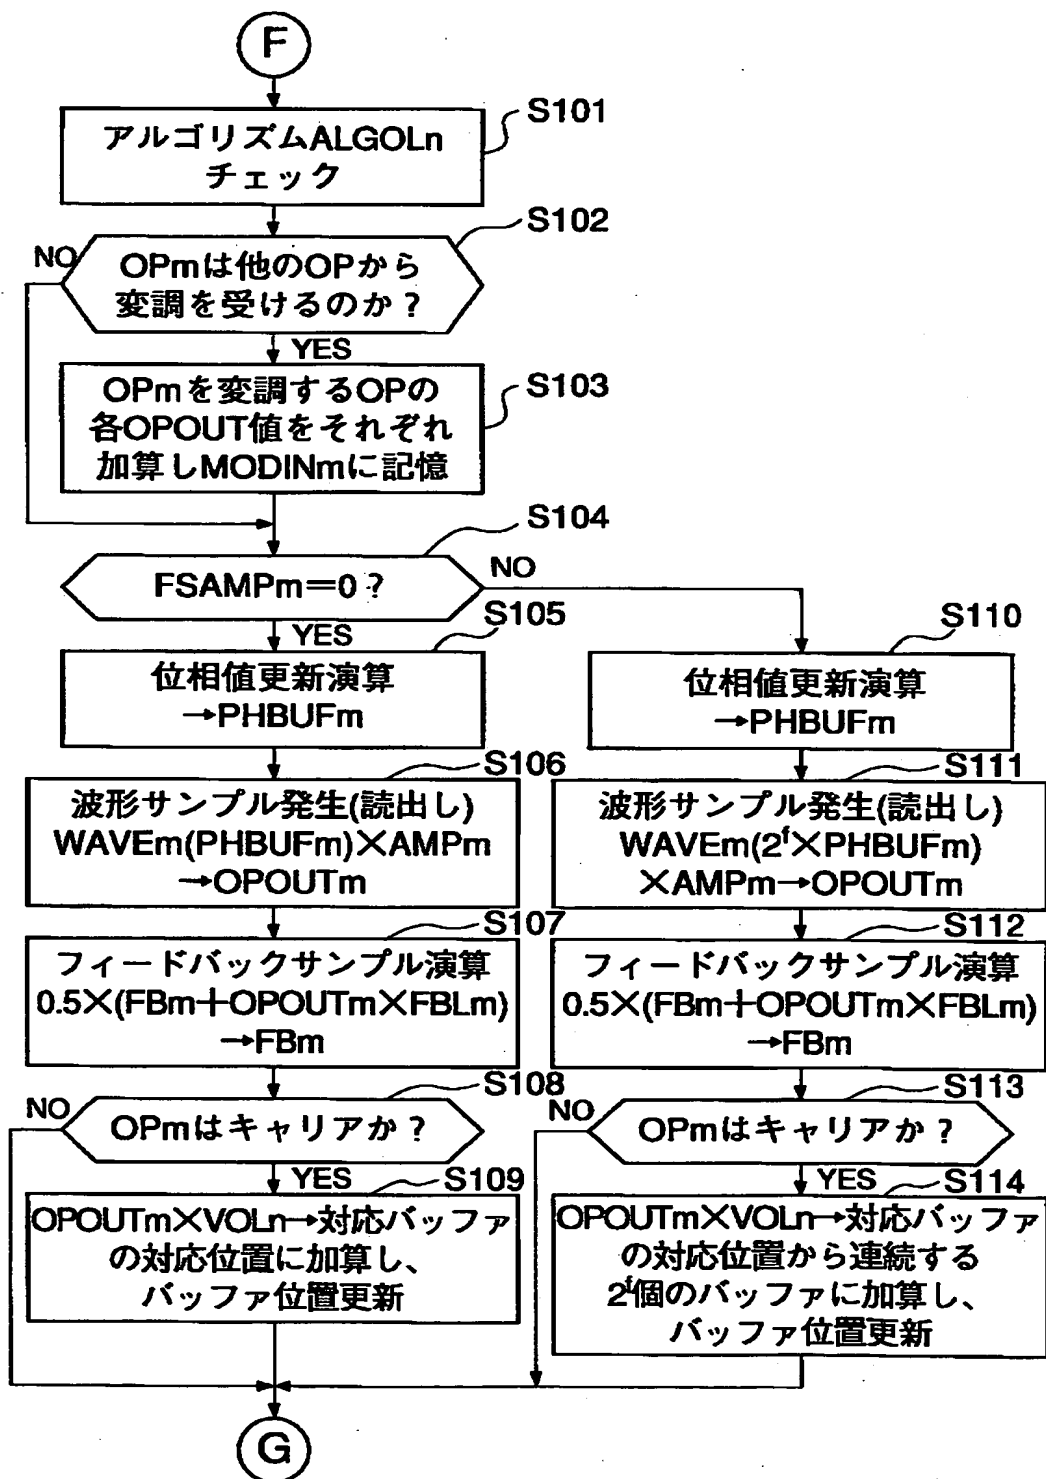 F
S101
アルゴリズムALGOLn
チェック
S102
NO
OPmは他のOPから
変調を受けるのか？
YES
S103
OPmを変調するOPの
各OPOUT値をそれぞれ
加算しMODINmに記憶
S104
FSAMPm＝0？
NO
YES
S105
位相値更新演算
→PHBUFm
S106
波形サンプル発生(読出し)
WAVEm(PHBUFm)×AMPm
→OPOUTm
S107
フィードバックサンプル演算
0.5×(FBm＋OPOUTm×FBLm)
→FBm
S108
NO
OPmはキャリアか？
YES
S109
OPOUTm×VOLn→対応バッファ
の対応位置に加算し、
バッファ位置更新
S110
位相値更新演算
→PHBUFm
S111
波形サンプル発生(読出し)
WAVEm(2^f×PHBUFm)
×AMPm→OPOUTm
S112
フィードバックサンプル演算
0.5×(FBm＋OPOUTm×FBLm)
→FBm
S113
NO
OPmはキャリアか？
YES
S114
OPOUTm×VOLn→対応バッファ
の対応位置から連続する
2^f個のバッファに加算し、
バッファ位置更新
G